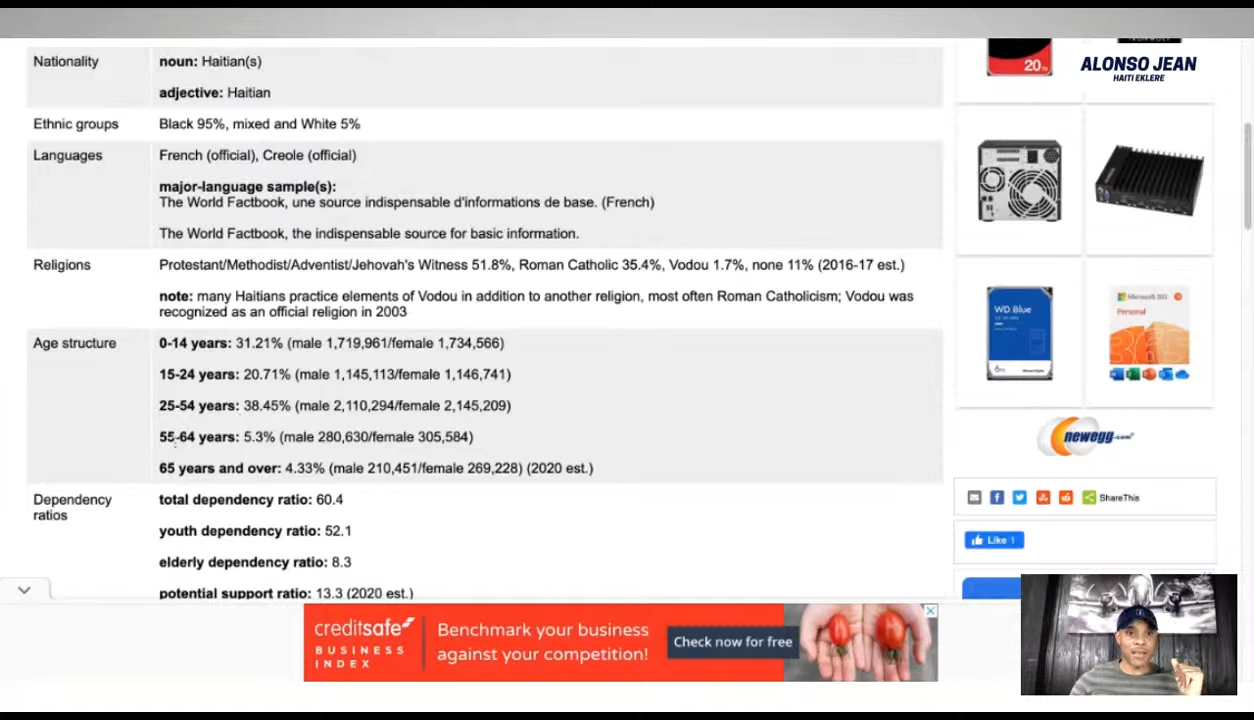 Nationality
noun: Haitian(s)
adjective: Haitian
Ethnic groups
Black 95%, mixed and White 5%
Languages
French (official), Creole (official)
major-language sample(s):
The World Factbook, une source indispensable d'informations de base. (French)
The World Factbook, the indispensable source for basic information.
Religions
Protestant/Methodist/Adventist/Jehovah's Witness 51.8%, Roman Catholic 35.4%, Vodou 1.7%, none 11% (2016-17 est.)
note: many Haitians practice elements of Vodou in addition to another religion, most often Roman Catholicism; Vodou was
recognized as an official religion in 2003
Age structure
0-14 years: 31.21% (male 1,719,961/female 1,734,566)
15-24 years: 20.71% (male 1,145,113/female 1,146,741)
25-54 years: 38.45% (male 2,110,294/female 2,145,209)
55-64 years: 5.3% (male 280,630/female 305,584)
65 years and over: 4.33% (male 210,451/female 269,228) (2020 est.)
Dependency
ratios
total dependency ratio: 60.4
youth dependency ratio: 52.1
elderly dependency ratio: 8.3
potential support ratio: 13.3 (2020 est.)
20
ALONSO JEAN
HAITI EKLERE
WD Blue
Microsoft 365
Personal
365
newegg.com
ShareThis
Like 1
creditsafe
BUSINESS
INDEX
Benchmark your business
against your competition!
Check now for free